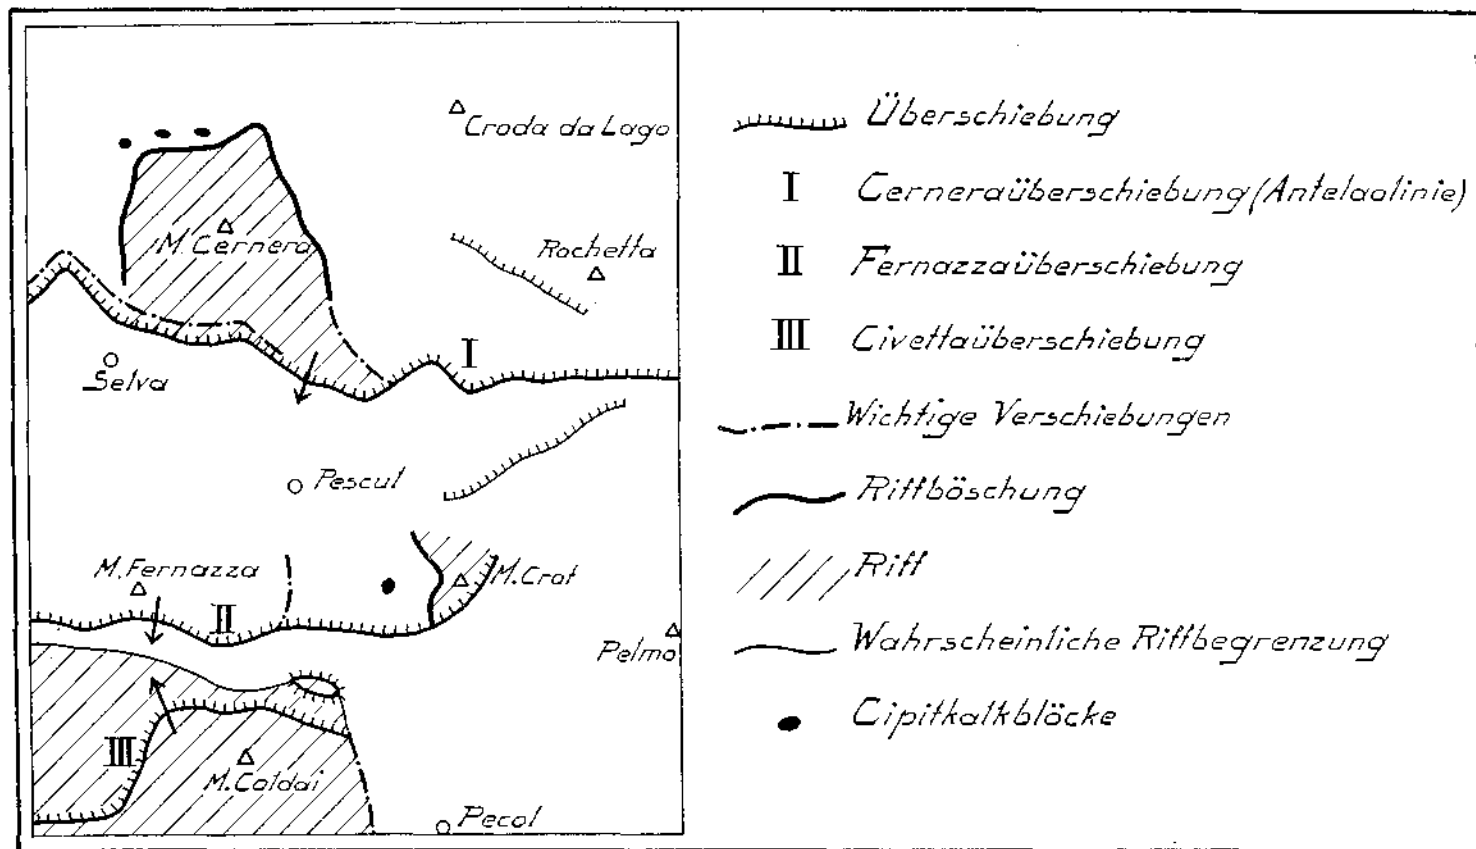 Croda da Lago
M. Cernera
Rochetta
I
Selva
Pescul
M. Fernazza
M. Crot
II
Pelmo
III
M. Coldai
Pecol
Überschiebung
I Cerneraüberschiebung (Antelaolinie)
II Fernazzaüberschiebung
III Civettaüberschiebung
Wichtige Verschiebungen
Riffböschung
Riff
Wahrscheinliche Riffbegrenzung
Cipitkalkblöcke